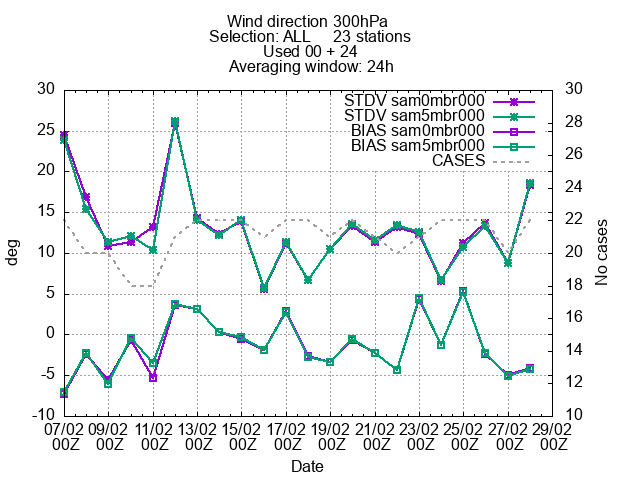 Wind direction 300hPa
Selection: ALL 23 stations
Used 00 + 24
Averaging window: 24h
STDV sam0mbr000
STDV sam5mbr000
BIAS sam0mbr000
BIAS sam5mbr000
CASES
30
25
20
15
10
5
0
-5
-10
deg
30
28
26
24
22
20
18
16
14
12
10
No cases
07/02 09/02 11/02 13/02 15/02 17/02 19/02 21/02 23/02 25/02 27/02 29/02
00Z 00Z 00Z 00Z 00Z 00Z 00Z 00Z 00Z 00Z 00Z 00Z
Date